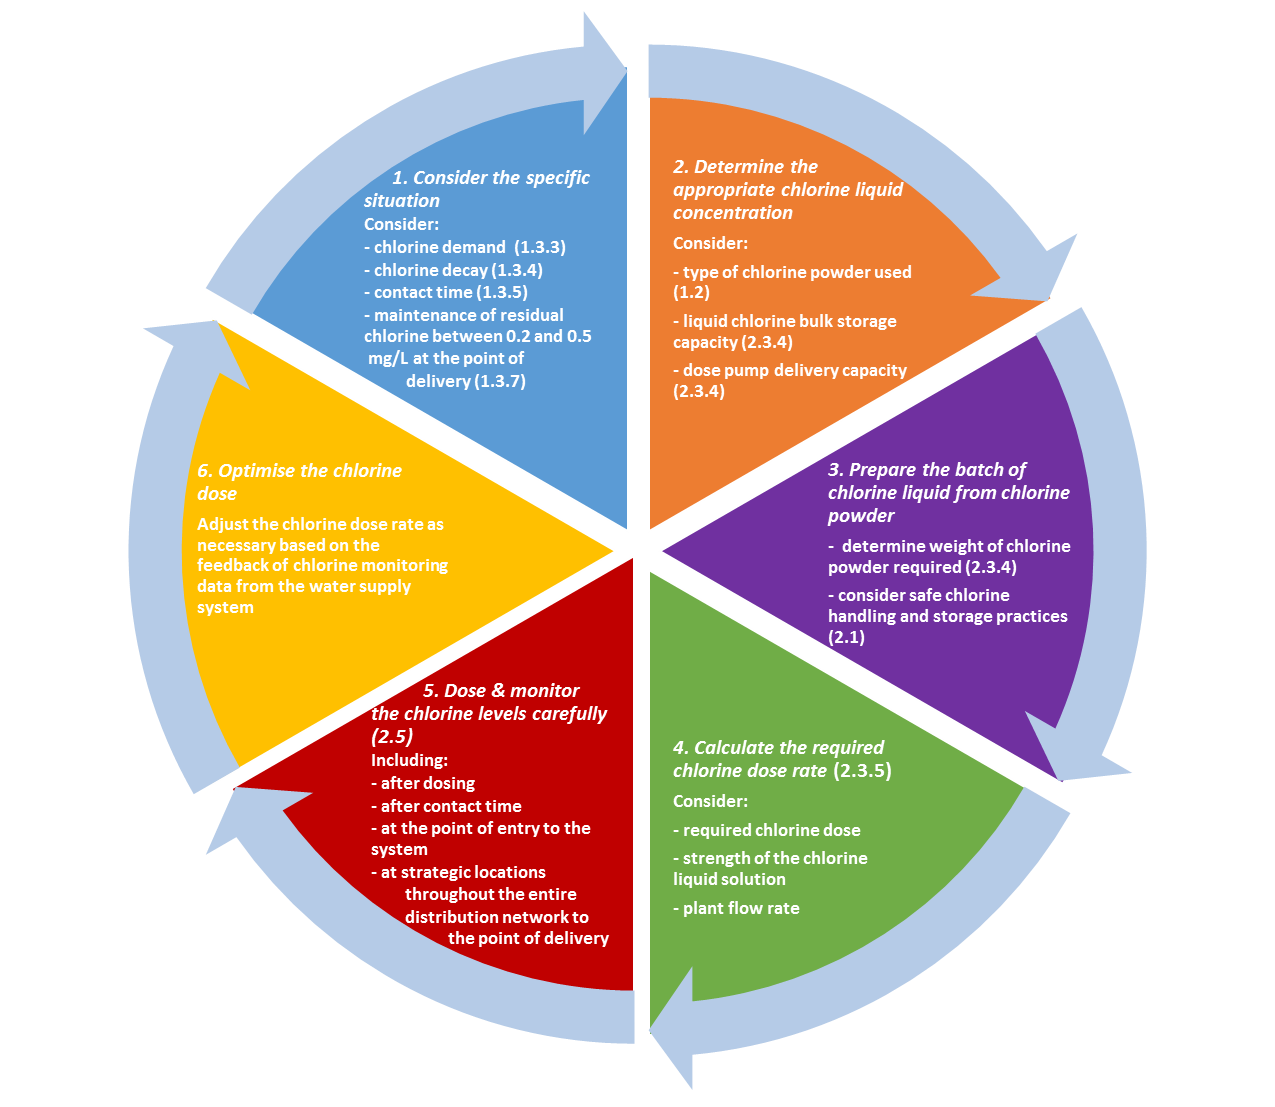 1. Consider the specific
situation
Consider:
- chlorine demand  (1.3.3)
- chlorine decay (1.3.4)
- contact time (1.3.5)
- maintenance of residual
chlorine between 0.2 and 0.5
mg/L at the point of
delivery (1.3.7)
2. Determine the
appropriate chlorine liquid
concentration
Consider:
- type of chlorine powder used
(1.2)
- liquid chlorine bulk storage
capacity (2.3.4)
- dose pump delivery capacity
(2.3.4)
3. Prepare the batch of
chlorine liquid from chlorine
powder
-  determine weight of chlorine
powder required (2.3.4)
- consider safe chlorine
handling and storage practices
(2.1)
4. Calculate the required
chlorine dose rate (2.3.5)
Consider:
- required chlorine dose
- strength of the chlorine
liquid solution
- plant flow rate
5. Dose & monitor
the chlorine levels carefully
(2.5)
Including:
- after dosing
- after contact time
- at the point of entry to the
system
- at strategic locations
throughout the entire
distribution network to
the point of delivery
6. Optimise the chlorine
dose
Adjust the chlorine dose rate as
necessary based on the
feedback of chlorine monitoring
data from the water supply
system